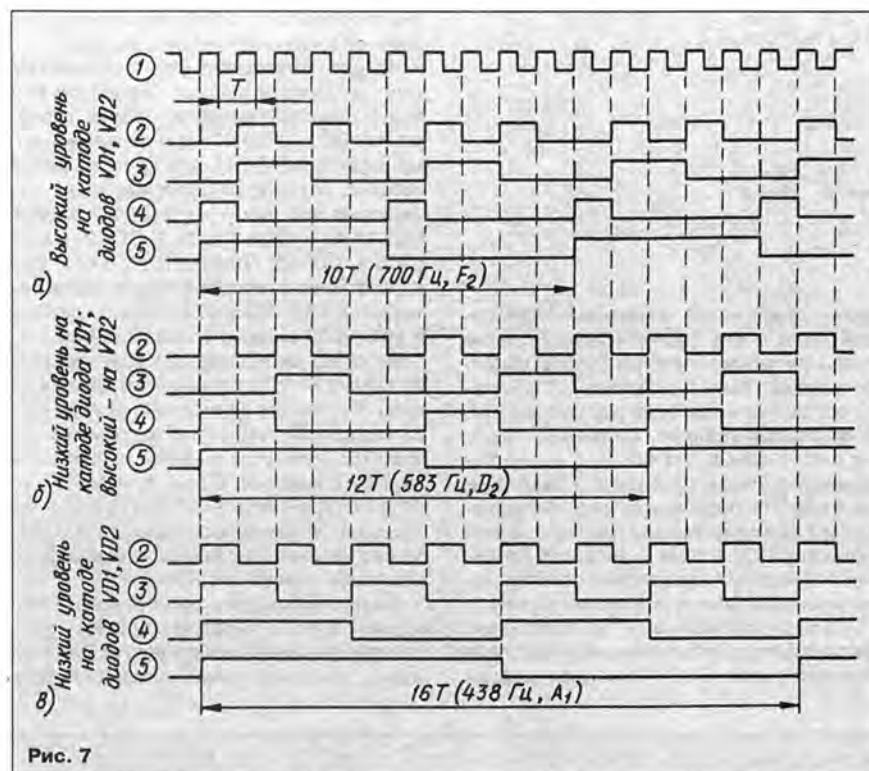 1
T
Высокий уровень
на катоде
диодов VD1, VD2
2
3
4
5
10T (700 Гц, F2)
а)
Низкий уровень на
катоде диода VD1;
высокий – на VD2
2
3
4
5
12T (583 Гц, D2)
б)
Низкий уровень
на катоде
диодов VD1, VD2
2
3
4
5
16T (438 Гц, A1)
в)
Рис. 7